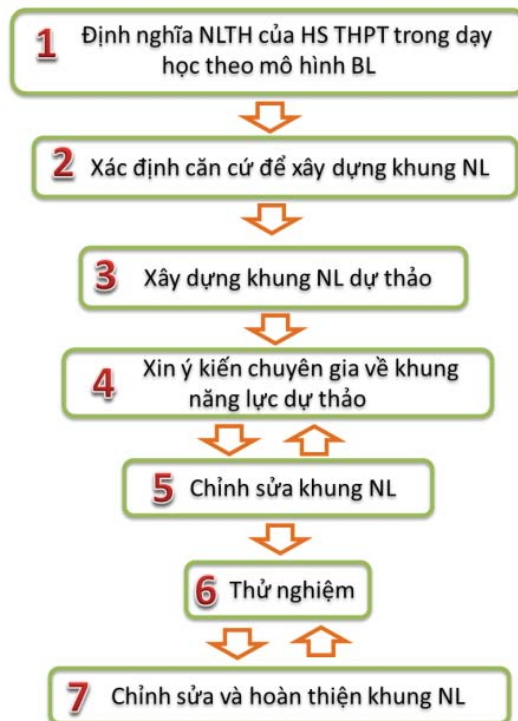 1 Định nghĩa NLTH của HS THPT trong dạy
học theo mô hình BL
2 Xác định căn cứ để xây dựng khung NL
3 Xây dựng khung NL dự thảo
4 Xin ý kiến chuyên gia về khung
năng lực dự thảo
5 Chỉnh sửa khung NL
6 Thử nghiệm
7 Chỉnh sửa và hoàn thiện khung NL